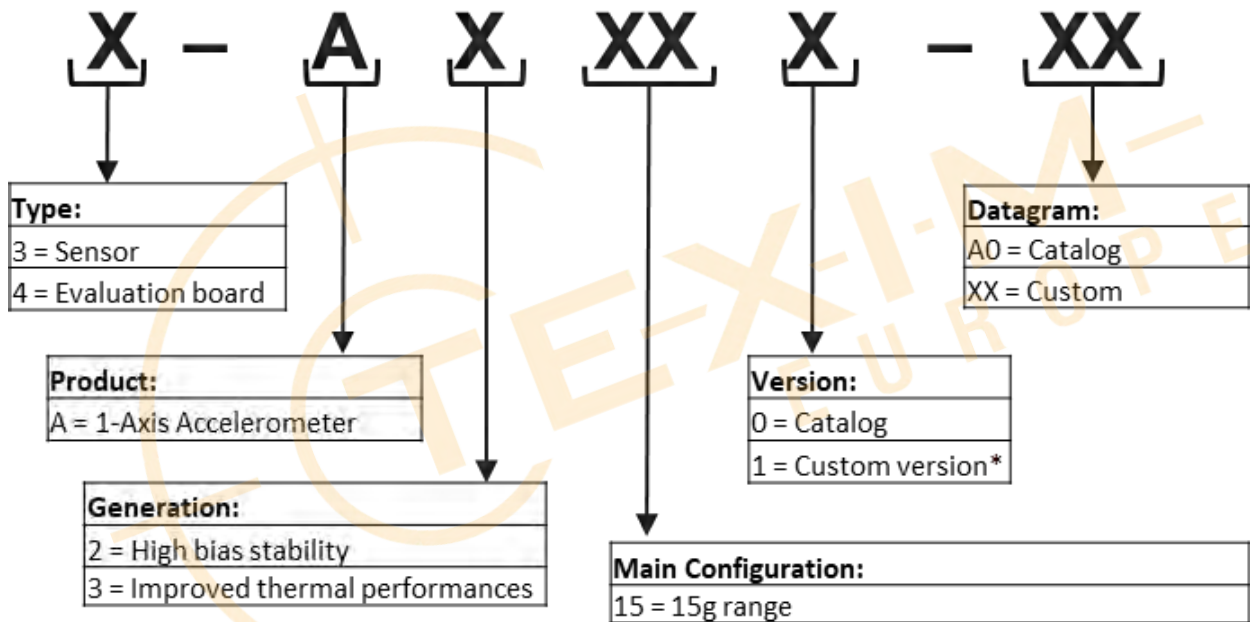 X – A X XX X – XX
Type:
3 = Sensor
4 = Evaluation board
Datagram:
A0 = Catalog
XX = Custom
Product:
A = 1-Axis Accelerometer
Version:
0 = Catalog
1 = Custom version*
Generation:
2 = High bias stability
3 = Improved thermal performances
Main Configuration:
15 = 15g range
TEXIM
EUROPE